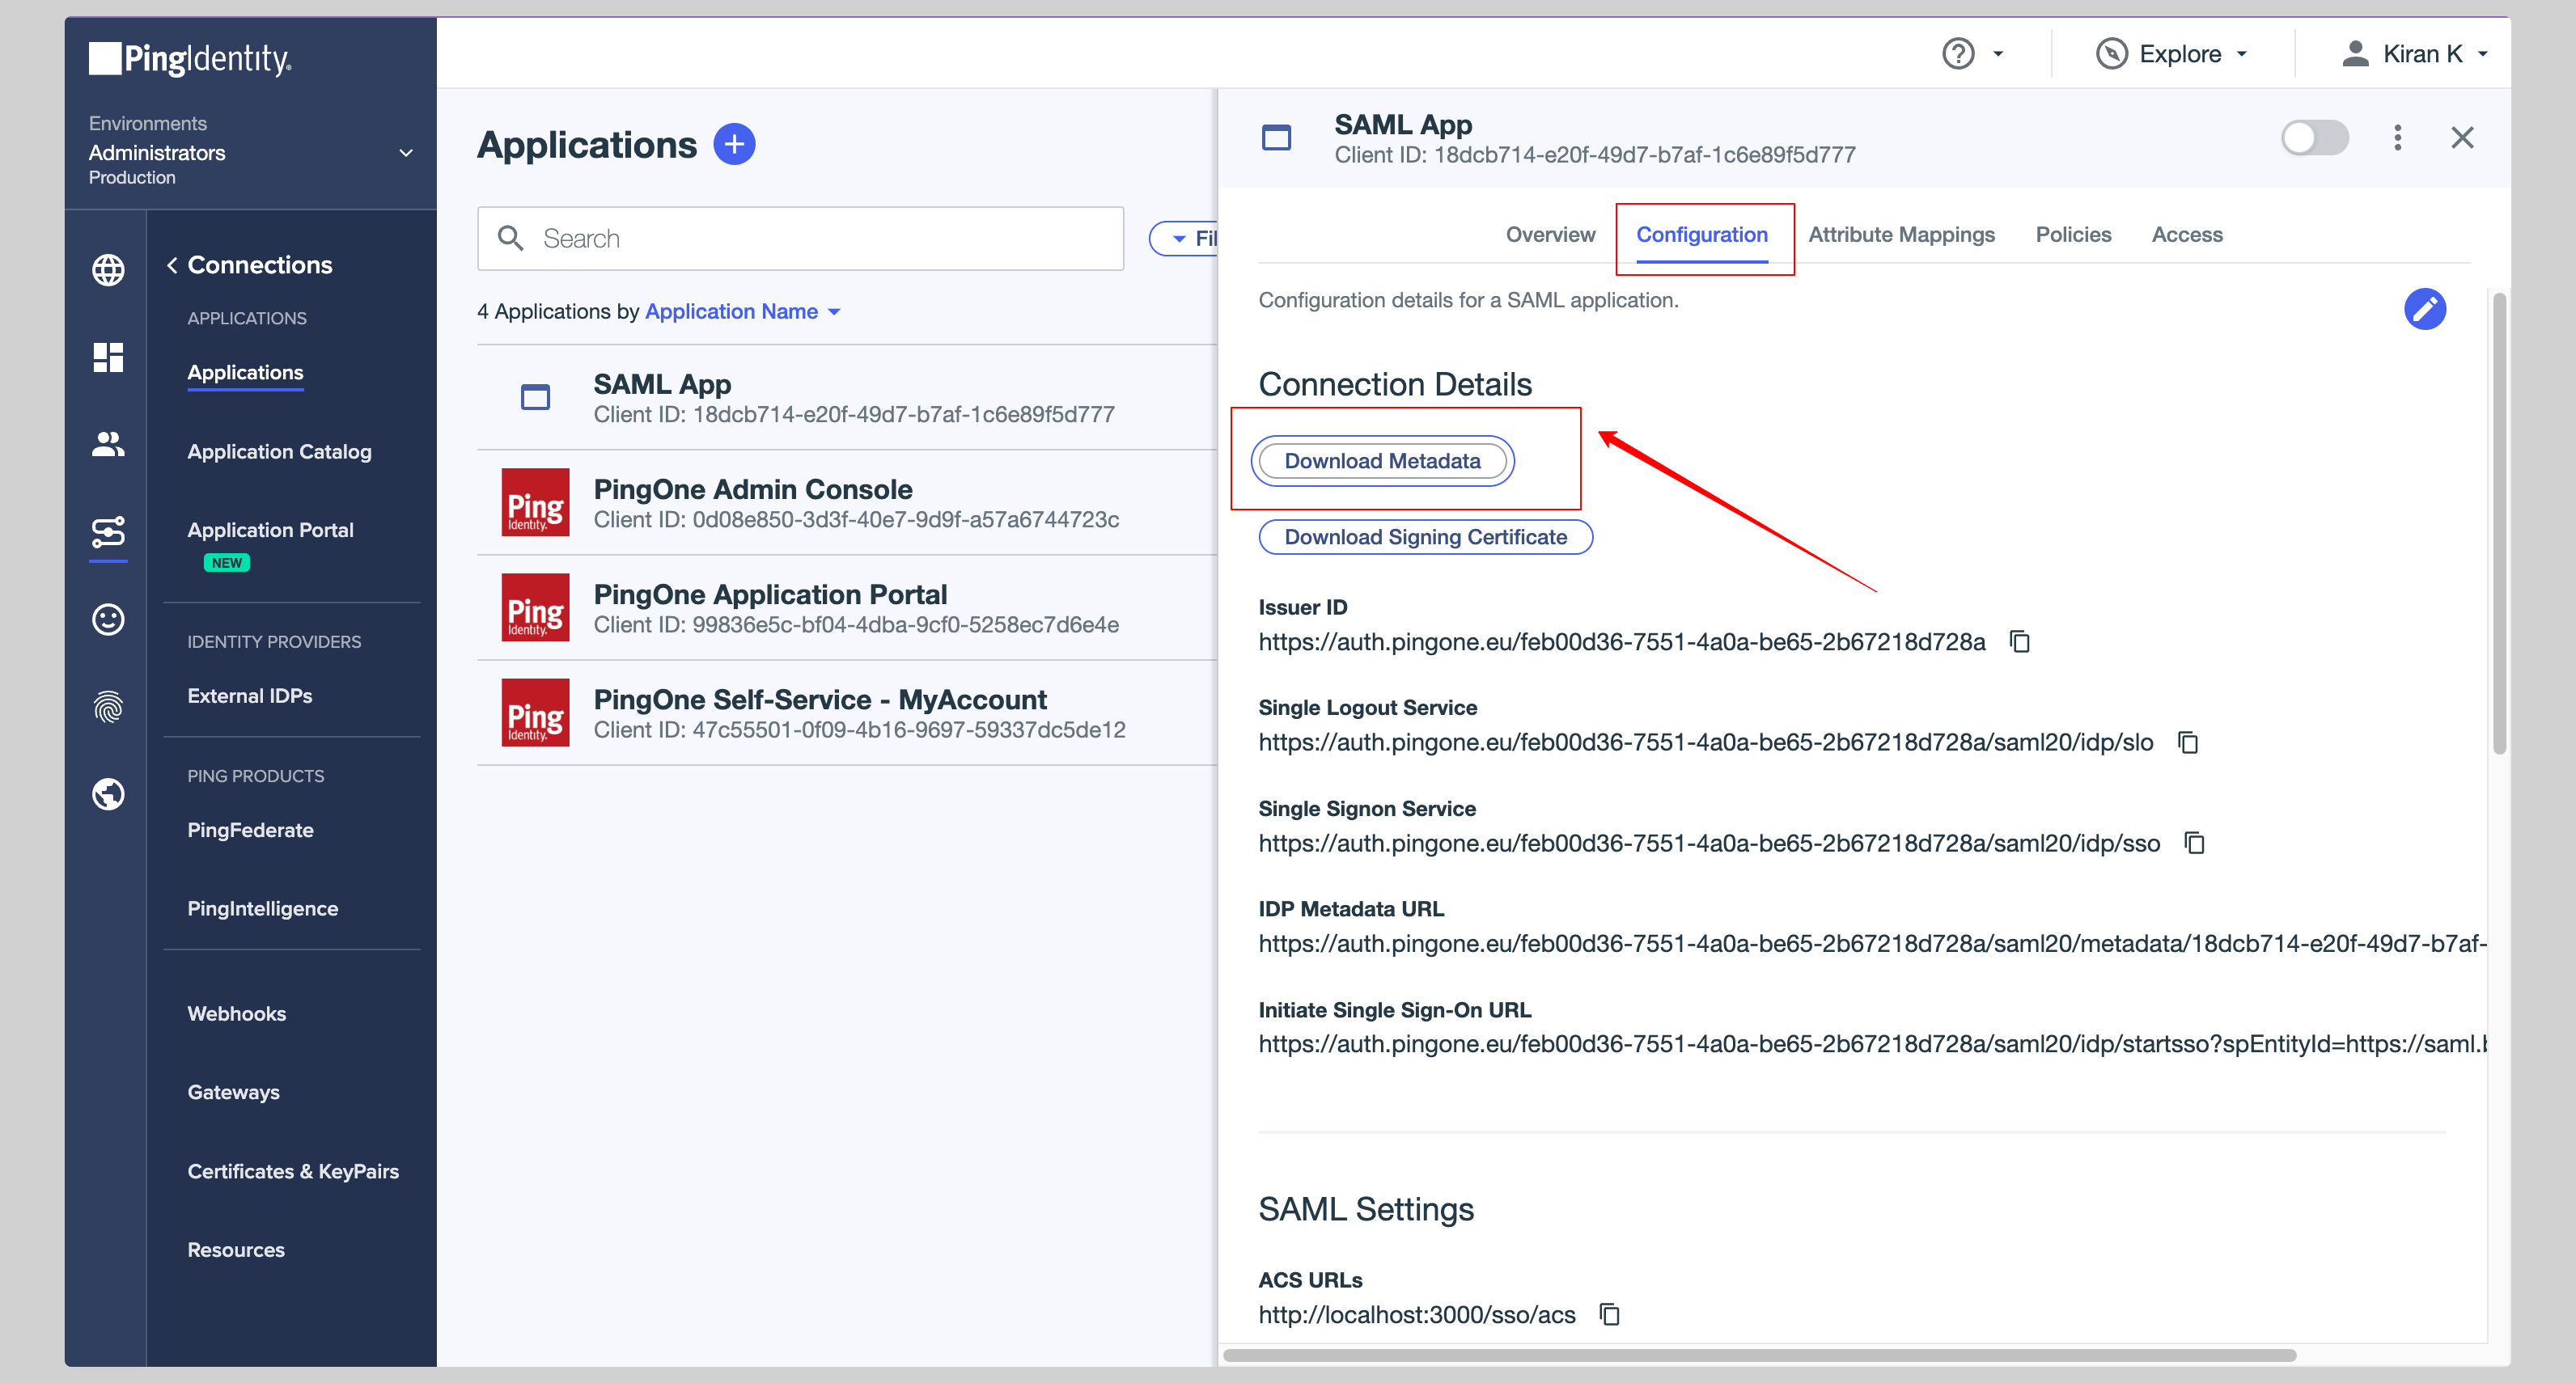 PingIdentity.
Environments
Administrators
Production
Connections
APPLICATIONS
Applications
Application Catalog
Application Portal
NEW
IDENTITY PROVIDERS
External IDPs
PING PRODUCTS
PingFederate
PingIntelligence
Webhooks
Gateways
Certificates & KeyPairs
Resources
Explore
Kiran K
Applications
Search
Fil
4 Applications by Application Name
SAML App
Client ID: 18dcb714-e20f-49d7-b7af-1c6e89f5d777
Ping
Identity.
PingOne Admin Console
Client ID: 0d08e850-3d3f-40e7-9d9f-a57a6744723c
Ping
Identity.
PingOne Application Portal
Client ID: 99836e5c-bf04-4dba-9cf0-5258ec7d6e4e
Ping
Identity.
PingOne Self-Service - MyAccount
Client ID: 47c55501-0f09-4b16-9697-59337dc5de12
SAML App
Client ID: 18dcb714-e20f-49d7-b7af-1c6e89f5d777
Overview Configuration Attribute Mappings Policies Access
Configuration details for a SAML application.
Connection Details
Download Metadata
Download Signing Certificate
Issuer ID
https://auth.pingone.eu/feb00d36-7551-4a0a-be65-2b67218d728a
Single Logout Service
https://auth.pingone.eu/feb00d36-7551-4a0a-be65-2b67218d728a/saml20/idp/slo
Single Signon Service
https://auth.pingone.eu/feb00d36-7551-4a0a-be65-2b67218d728a/saml20/idp/sso
IDP Metadata URL
https://auth.pingone.eu/feb00d36-7551-4a0a-be65-2b67218d728a/saml20/metadata/18dcb714-e20f-49d7-b7af-
Initiate Single Sign-On URL
https://auth.pingone.eu/feb00d36-7551-4a0a-be65-2b67218d728a/saml20/idp/startsso?spEntityId=https://saml.b
SAML Settings
ACS URLs
http://localhost:3000/sso/acs